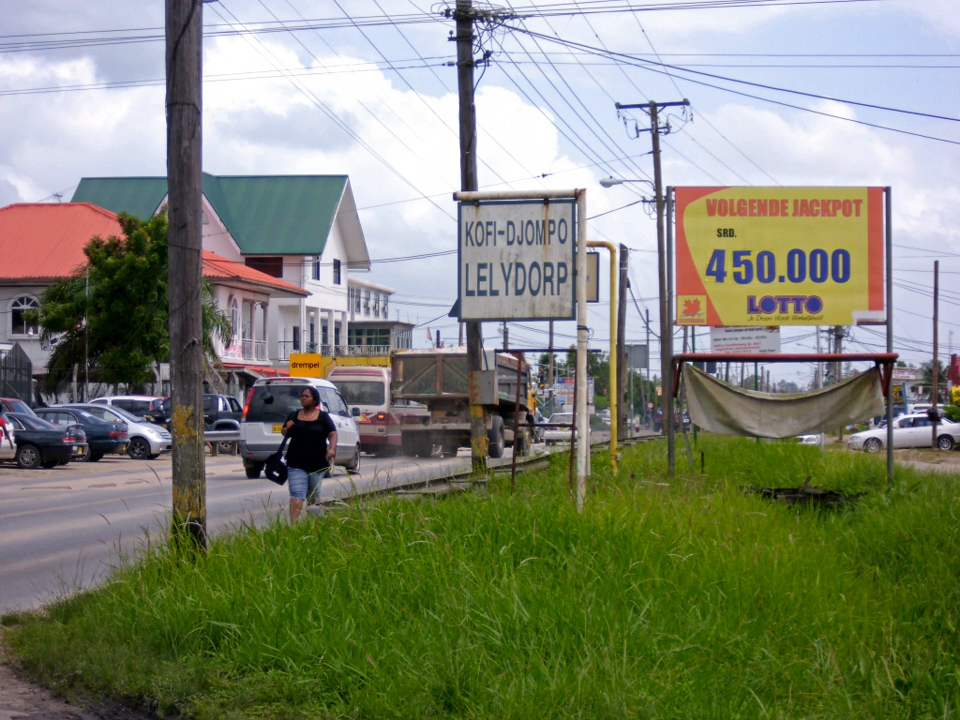 KOFI-DJOMPO
LELYDORP
VOLGENDE JACKPOT
SRD.
450.000
LOTTO
drempel